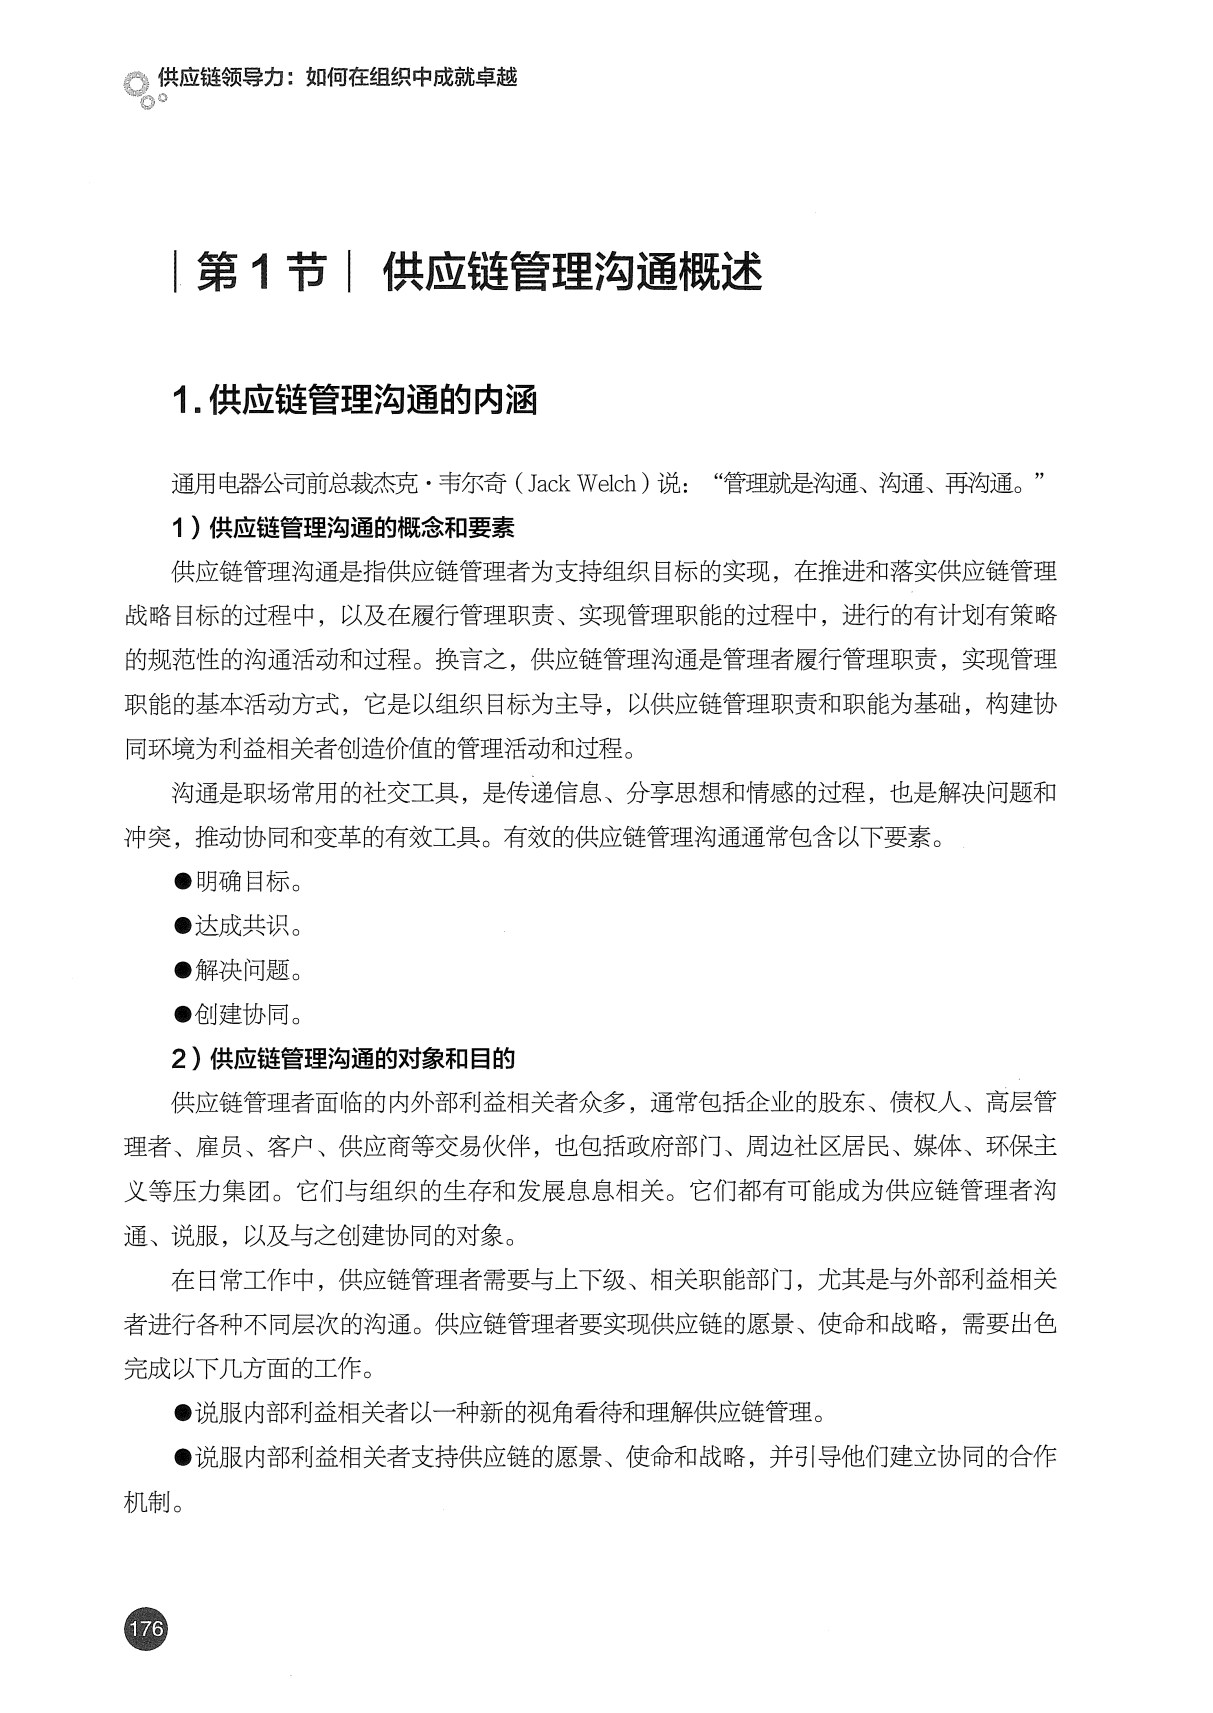 供应链领导力：如何在组织中成就卓越
第 1 节 供应链管理沟通概述
1. 供应链管理沟通的内涵
通用电器公司前总裁杰克·韦尔奇（Jack Welch）说：“管理就是沟通、沟通、再沟通。”
1）供应链管理沟通的概念和要素
供应链管理沟通是指供应链管理者为支持组织目标的实现，在推进和落实供应链管理
战略目标的过程中，以及在履行管理职责、实现管理职能的过程中，进行的有计划有策略
的规范性的沟通活动和过程。换言之，供应链管理沟通是管理者履行管理职责，实现管理
职能的基本活动方式，它是以组织目标为主导，以供应链管理职责和职能为基础，构建协
同环境为利益相关者创造价值的管理活动和过程。
沟通是职场常用的社交工具，是传递信息、分享思想和情感的过程，也是解决问题和
冲突，推动协同和变革的有效工具。有效的供应链管理沟通通常包含以下要素。
●明确目标。
●达成共识。
●解决问题。
●创建协同。
2）供应链管理沟通的对象和目的
供应链管理者面临的内外部利益相关者众多，通常包括企业的股东、债权人、高层管
理者、雇员、客户、供应商等交易伙伴，也包括政府部门、周边社区居民、媒体、环保主
义等压力集团。它们与组织的生存和发展息息相关。它们都有可能成为供应链管理者沟
通、说服，以及与之创建协同的对象。
在日常工作中，供应链管理者需要与上下级、相关职能部门，尤其是与外部利益相关
者进行各种不同层次的沟通。供应链管理者要实现供应链的愿景、使命和战略，需要出色
完成以下几方面的工作。
●说服内部利益相关者以一种新的视角看待和理解供应链管理。
●说服内部利益相关者支持供应链的愿景、使命和战略，并引导他们建立协同的合作
机制。
176